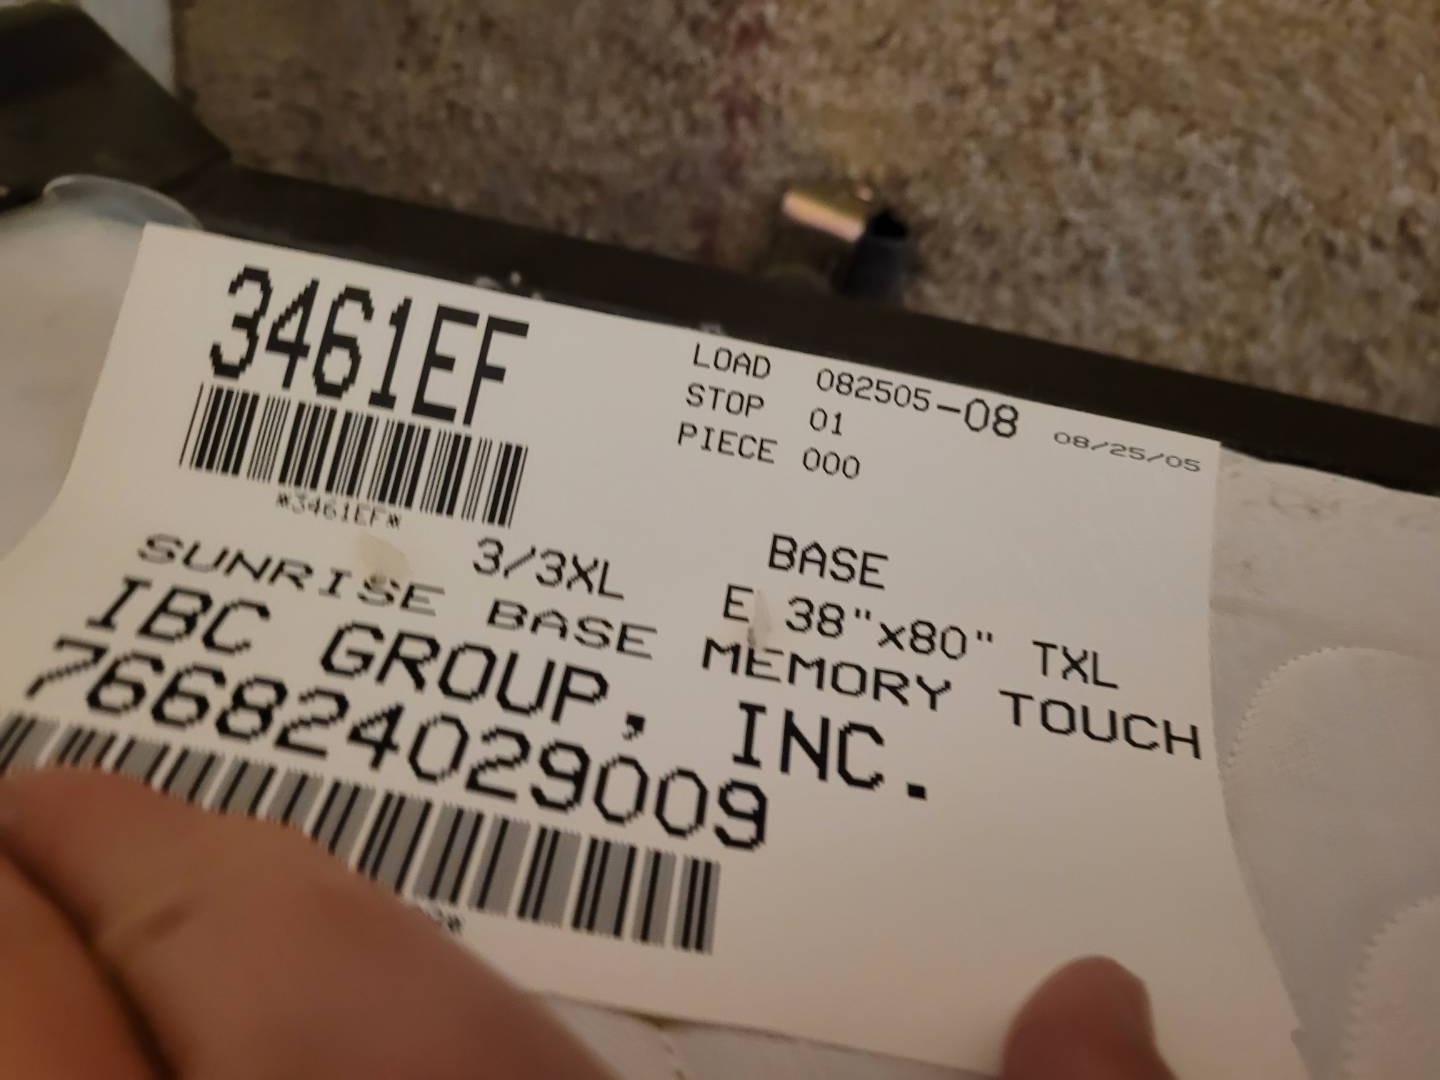 3461EF
LOAD 082505-08 08/25/05
STOP 01
PIECE 000
*3461EF*
3/3XL BASE
E 38"x80" TXL
SUNRISE BASE MEMORY TOUCH
IBC GROUP, INC.
766824029009